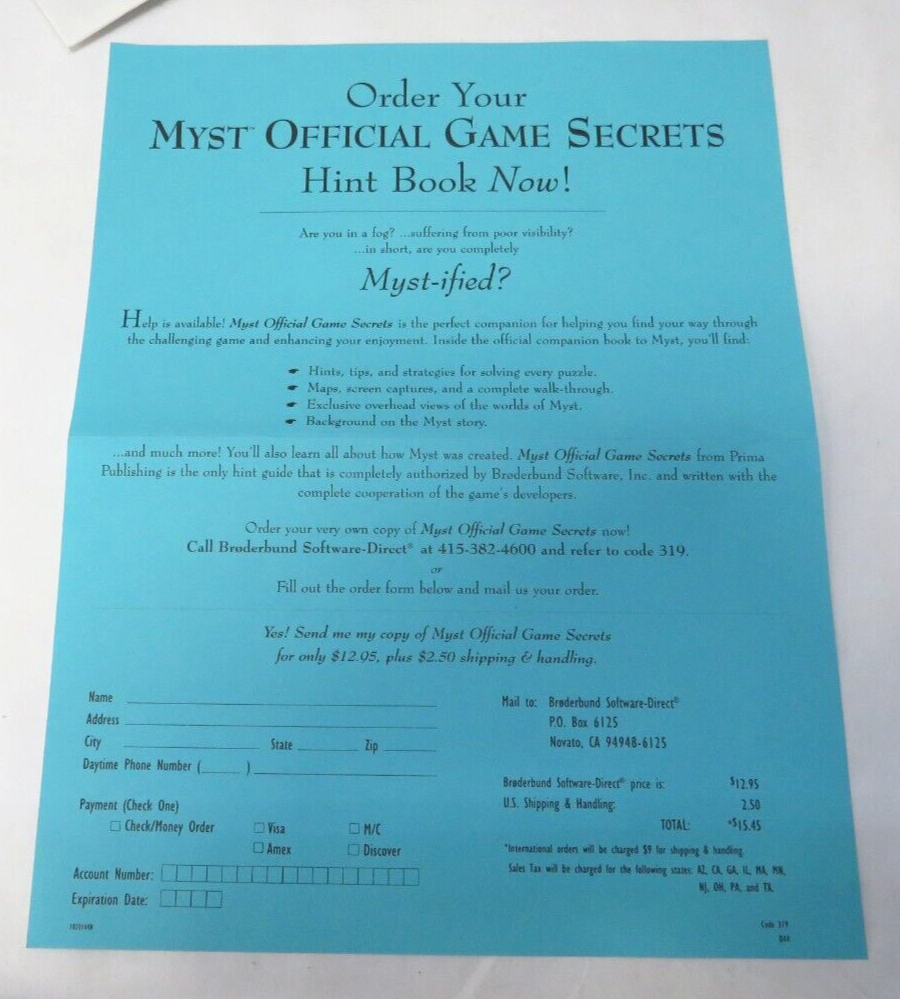 Order Your
MYST™ OFFICIAL GAME SECRETS
Hint Book Now!
Are you in a fog? ...suffering from poor visibility?
...in short, are you completely
Myst-ified?
Help is available! Myst Official Game Secrets is the perfect companion for helping you find your way through
the challenging game and enhancing your enjoyment. Inside the official companion book to Myst, you'll find:
☛ Hints, tips, and strategies for solving every puzzle.
☛ Maps, screen captures, and a complete walk-through.
☛ Exclusive overhead views of the worlds of Myst.
☛ Background on the Myst story.
...and much more! You'll also learn all about how Myst was created. Myst Official Game Secrets from Prima
Publishing is the only hint guide that is completely authorized by Brøderbund Software, Inc. and written with the
complete cooperation of the game's developers.
Order your very own copy of Myst Official Game Secrets now!
Call Brøderbund Software-Direct® at 415-382-4600 and refer to code 319.
or
Fill out the order form below and mail us your order.
Yes! Send me my copy of Myst Official Game Secrets
for only $12.95, plus $2.50 shipping & handling.
Name
Address
City State Zip
Daytime Phone Number ( )
Payment (Check One)
☐ Check/Money Order ☐ Visa ☐ M/C
☐ Amex ☐ Discover
Account Number:
Expiration Date:
Mail to: Brøderbund Software-Direct®
P.O. Box 6125
Novato, CA 94948-6125
Brøderbund Software-Direct® price is: $12.95
U.S. Shipping & Handling: 2.50
TOTAL: *$15.45
*International orders will be charged $9 for shipping & handling.
Sales Tax will be charged for the following states: AZ, CA, GA, IL, MA, MN,
NJ, OH, PA, and TX.
Code 319